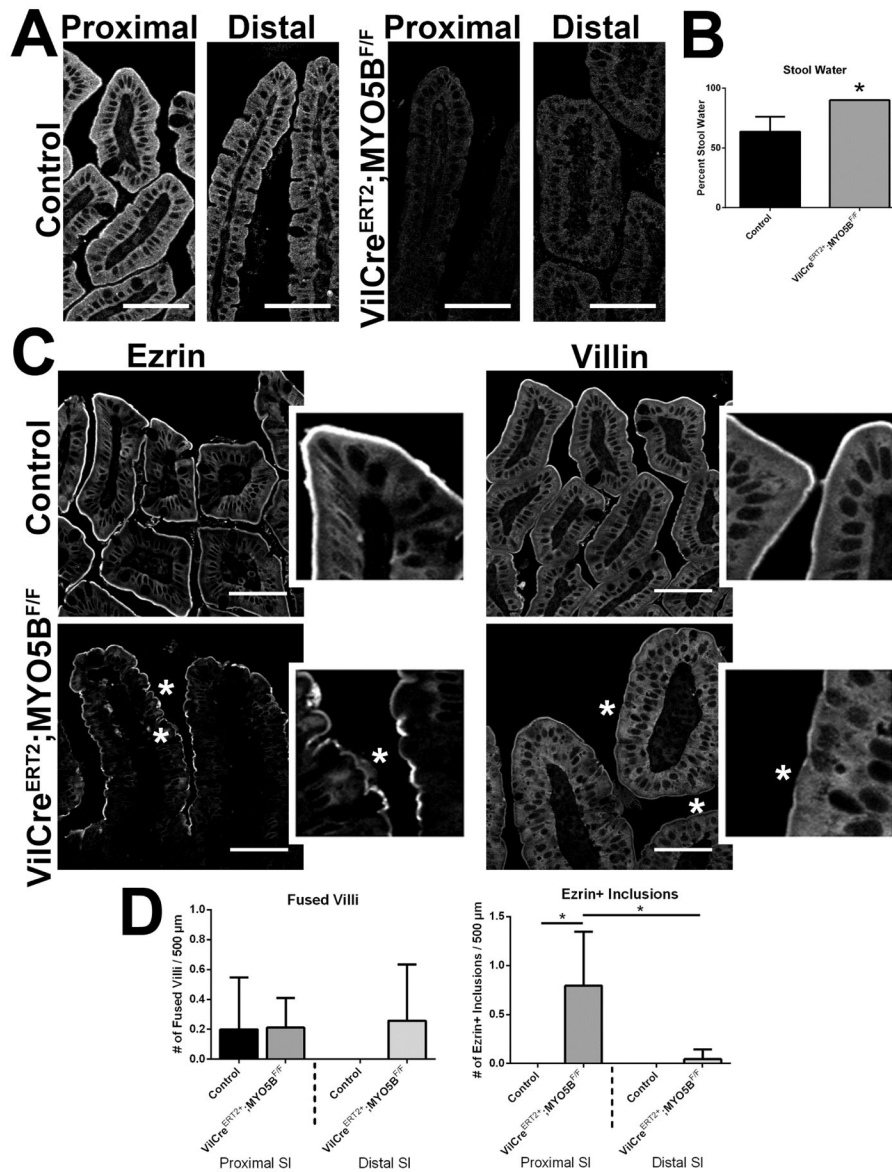 A
Proximal
Distal
Proximal
Distal
Control
VilCreERT2;MYO5BF/F
B
Stool Water
*
100
50
0
Percent Stool Water
Control
VilCreERT2+;MYO5BF/F
C
Ezrin
Villin
Control
VilCreERT2;MYO5BF/F
*
*
*
*
*
*
D
Fused Villi
1.0
0.8
0.6
0.4
0.2
0.0
# of Fused Villi / 500 µm
Control
VilCreERT2+;MYO5BF/F
Control
VilCreERT2+;MYO5BF/F
Proximal SI
Distal SI
Ezrin+ Inclusions
*
*
1.5
1.0
0.5
0.0
# of Ezrin+ Inclusions / 500 µm
Control
VilCreERT2+;MYO5BF/F
Control
VilCreERT2+;MYO5BF/F
Proximal SI
Distal SI